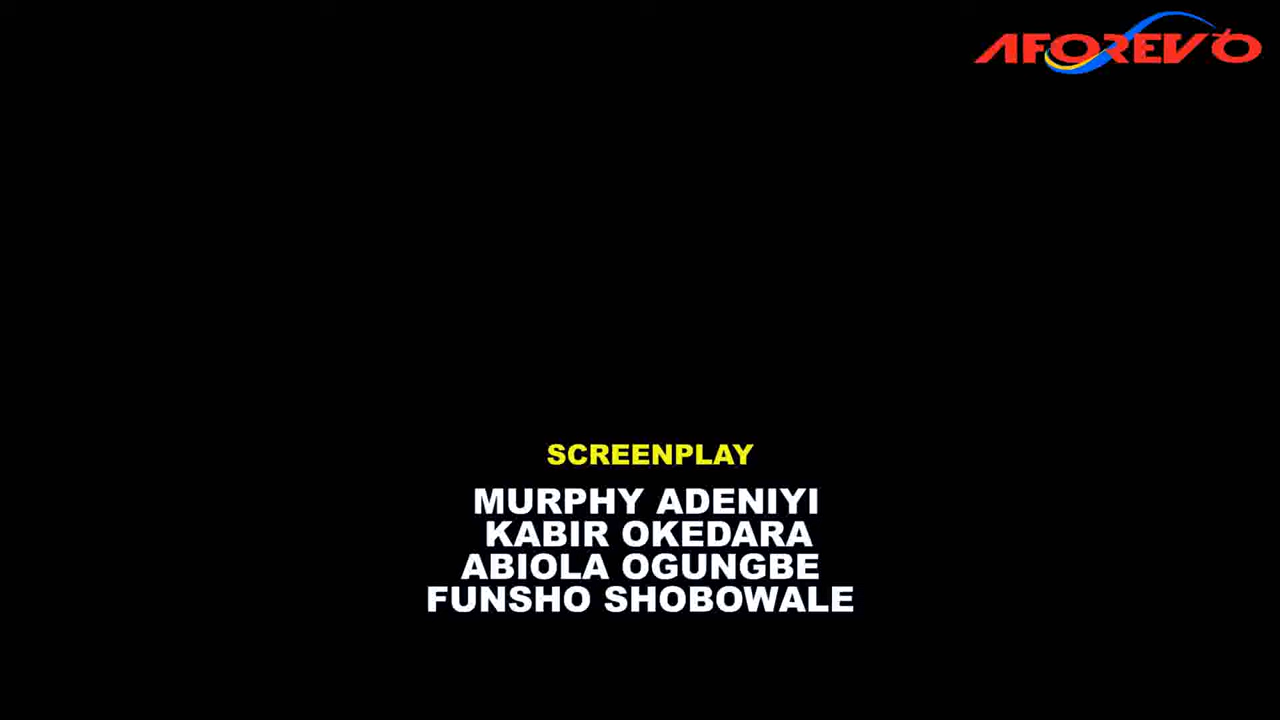 AFOREVO
SCREENPLAY
MURPHY ADENIYI
KABIR OKEDARA
ABIOLA OGUNGBE
FUNSHO SHOBOWALE